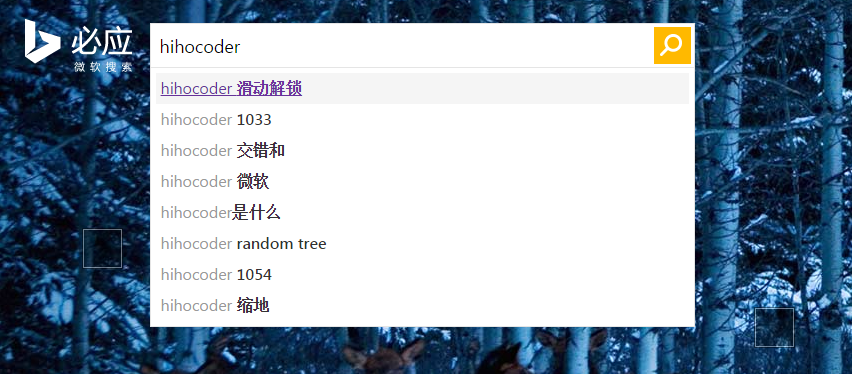 必应
微软搜索
hihocoder
hihocoder 滑动解锁
hihocoder 1033
hihocoder 交错和
hihocoder 微软
hihocoder是什么
hihocoder random tree
hihocoder 1054
hihocoder 缩地